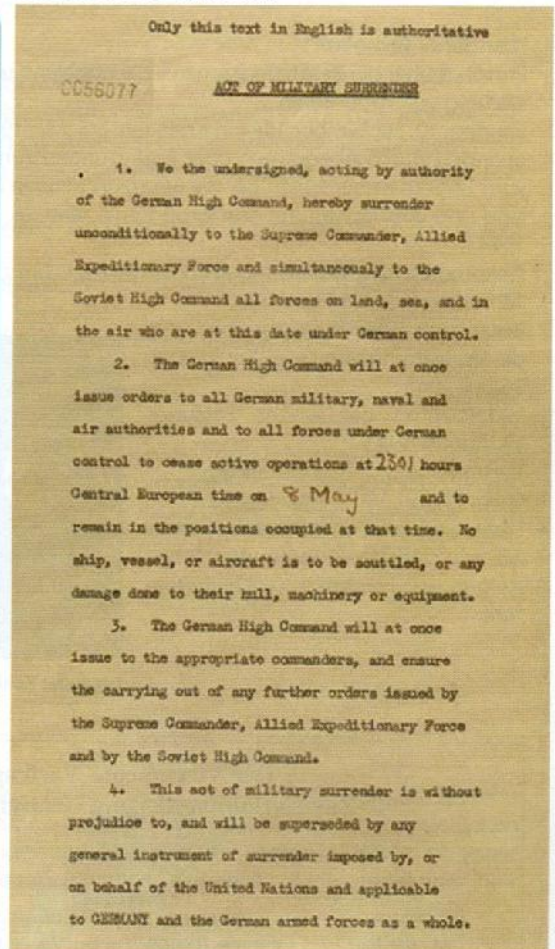 Only this text in English is authoritative
CC56077
ACT OF MILITARY SURRENDER
1. We the undersigned, acting by authority
of the German High Command, hereby surrender
unconditionally to the Supreme Commander, Allied
Expeditionary Force and simultaneously to the
Soviet High Command all forces on land, sea, and in
the air who are at this date under German control.
2. The German High Command will at once
issue orders to all German military, naval and
air authorities and to all forces under German
control to cease active operations at 2301 hours
Central European time on 8 May and to
remain in the positions occupied at that time. No
ship, vessel, or aircraft is to be scuttled, or any
damage done to their hull, machinery or equipment.
3. The German High Command will at once
issue to the appropriate commanders, and ensure
the carrying out of any further orders issued by
the Supreme Commander, Allied Expeditionary Force
and by the Soviet High Command.
4. This act of military surrender is without
prejudice to, and will be superseded by any
general instrument of surrender imposed by, or
on behalf of the United Nations and applicable
to GERMANY and the German armed forces as a whole.